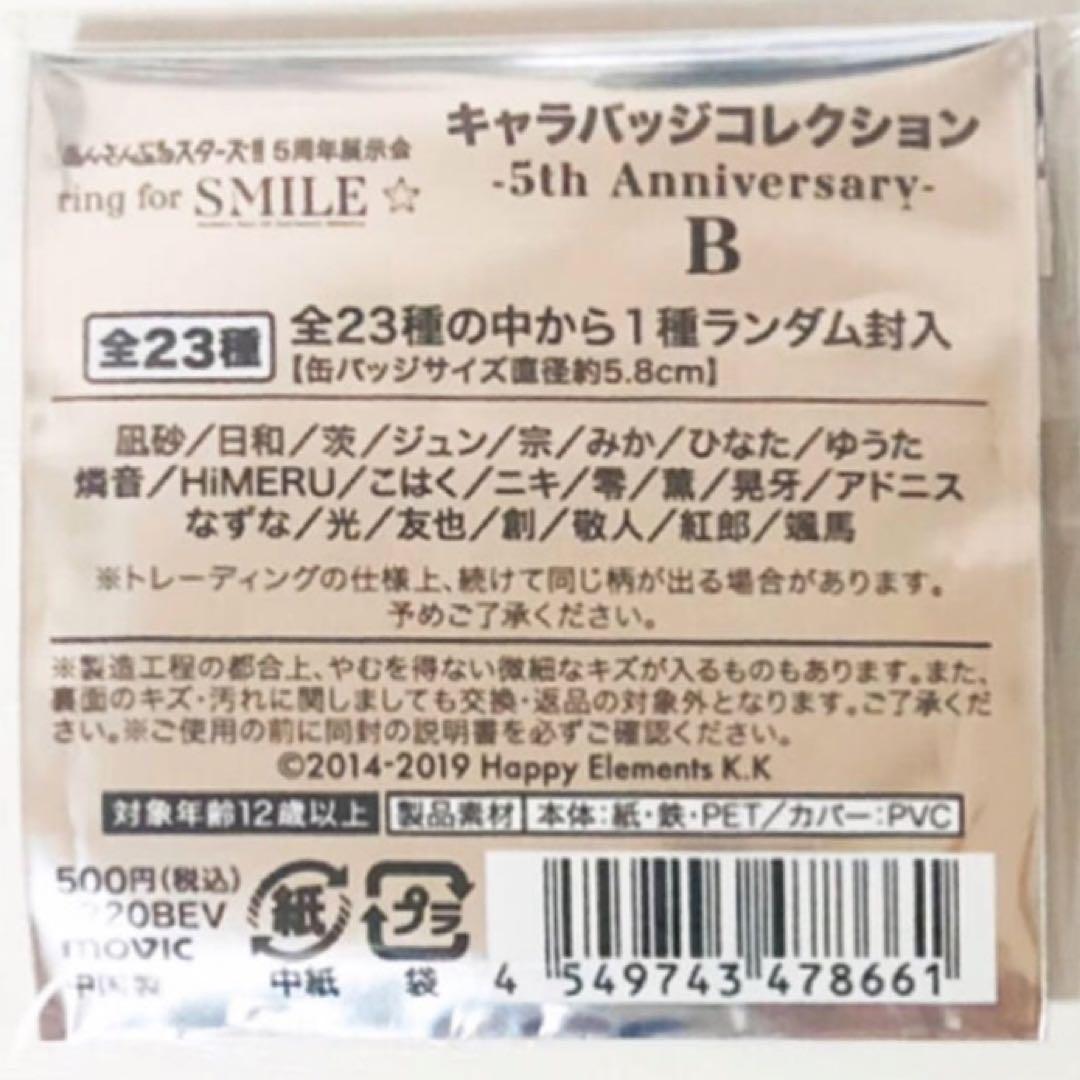 あんさんぶるスターズ!! 5周年展示会
ring for SMILE ☆
キャラバッジコレクション
-5th Anniversary-
B
全23種
全23種の中から1種ランダム封入
【缶バッジサイズ直径約5.8cm】
凪砂/日和/茨/ジュン/宗/みか/ひなた/ゆうた
燐音/HiMERU/こはく/ニキ/零/薫/晃牙/アドニス
なずな/光/友也/創/敬人/紅郎/颯馬
※トレーディングの仕様上、続けて同じ柄が出る場合があります。
予めご了承ください。
※製造工程の都合上、やむを得ない微細なキズが入るものもあります。また、
裏面のキズ・汚れに関しましても交換・返品の対象外となります。ご了承くだ
さい。※ご使用の前に同封の説明書を必ずご確認ください。
©2014-2019 Happy Elements K.K
対象年齢12歳以上 製品素材 本体:紙・鉄・PET/カバー:PVC
500円(税込)
20BEV
movic
中国製
紙
中紙
プラ
袋
4 549743 478661